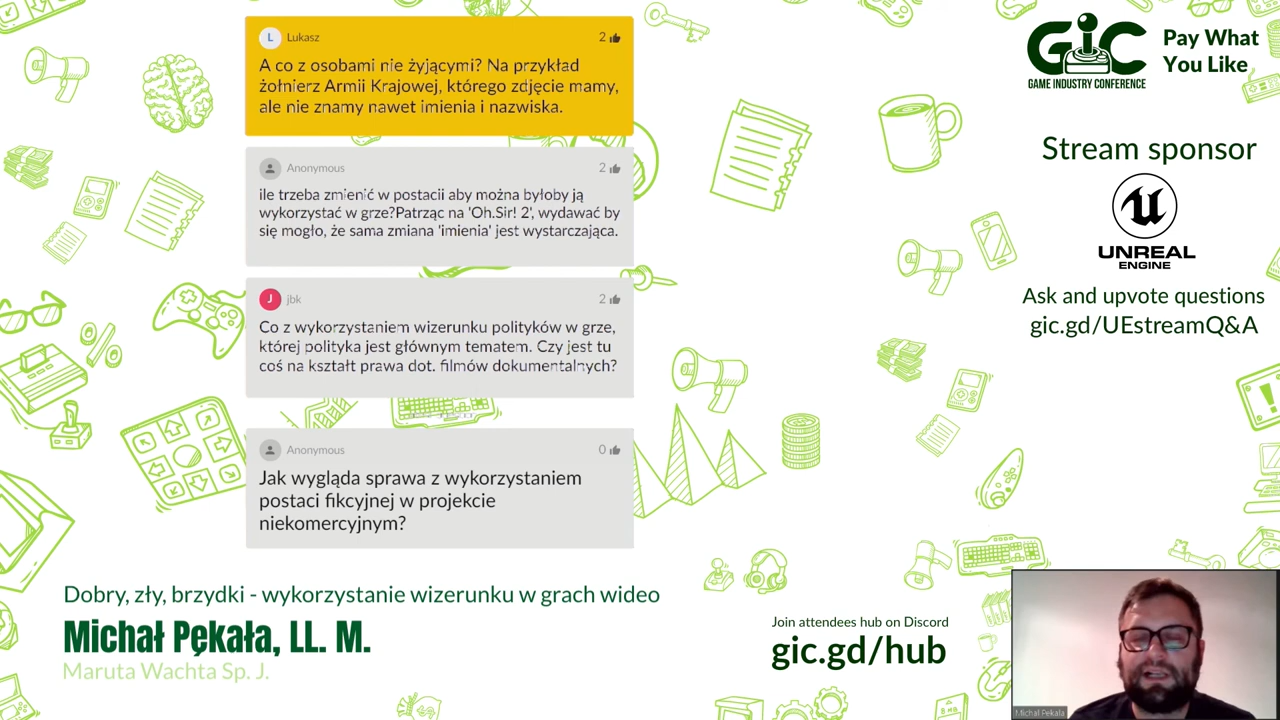 L Lukasz 2
A co z osobami nie żyjącymi? Na przykład
żołnierz Armii Krajowej, którego zdjęcie mamy,
ale nie znamy nawet imienia i nazwiska.
Anonymous 2
ile trzeba zmienić w postacii aby można byłoby ją
wykorzystać w grze?Patrząc na 'Oh.Sir! 2', wydawać by
się mogło, że sama zmiana 'imienia' jest wystarczająca.
J jbk 2
Co z wykorzystaniem wizerunku polityków w grze,
której polityka jest głównym tematem. Czy jest tu
coś na kształt prawa dot. filmów dokumentalnych?
Anonymous 0
Jak wygląda sprawa z wykorzystaniem
postaci fikcyjnej w projekcie
niekomercyjnym?
Dobry, zły, brzydki - wykorzystanie wizerunku w grach wideo
Michał Pękała, LL. M.
Maruta Wachta Sp. J.
Join attendees hub on Discord
gic.gd/hub
GIC
GAME INDUSTRY CONFERENCE
Pay What
You Like
Stream sponsor
UNREAL
ENGINE
Ask and upvote questions
gic.gd/UEstreamQ&A
Michał Pękała
8 MB